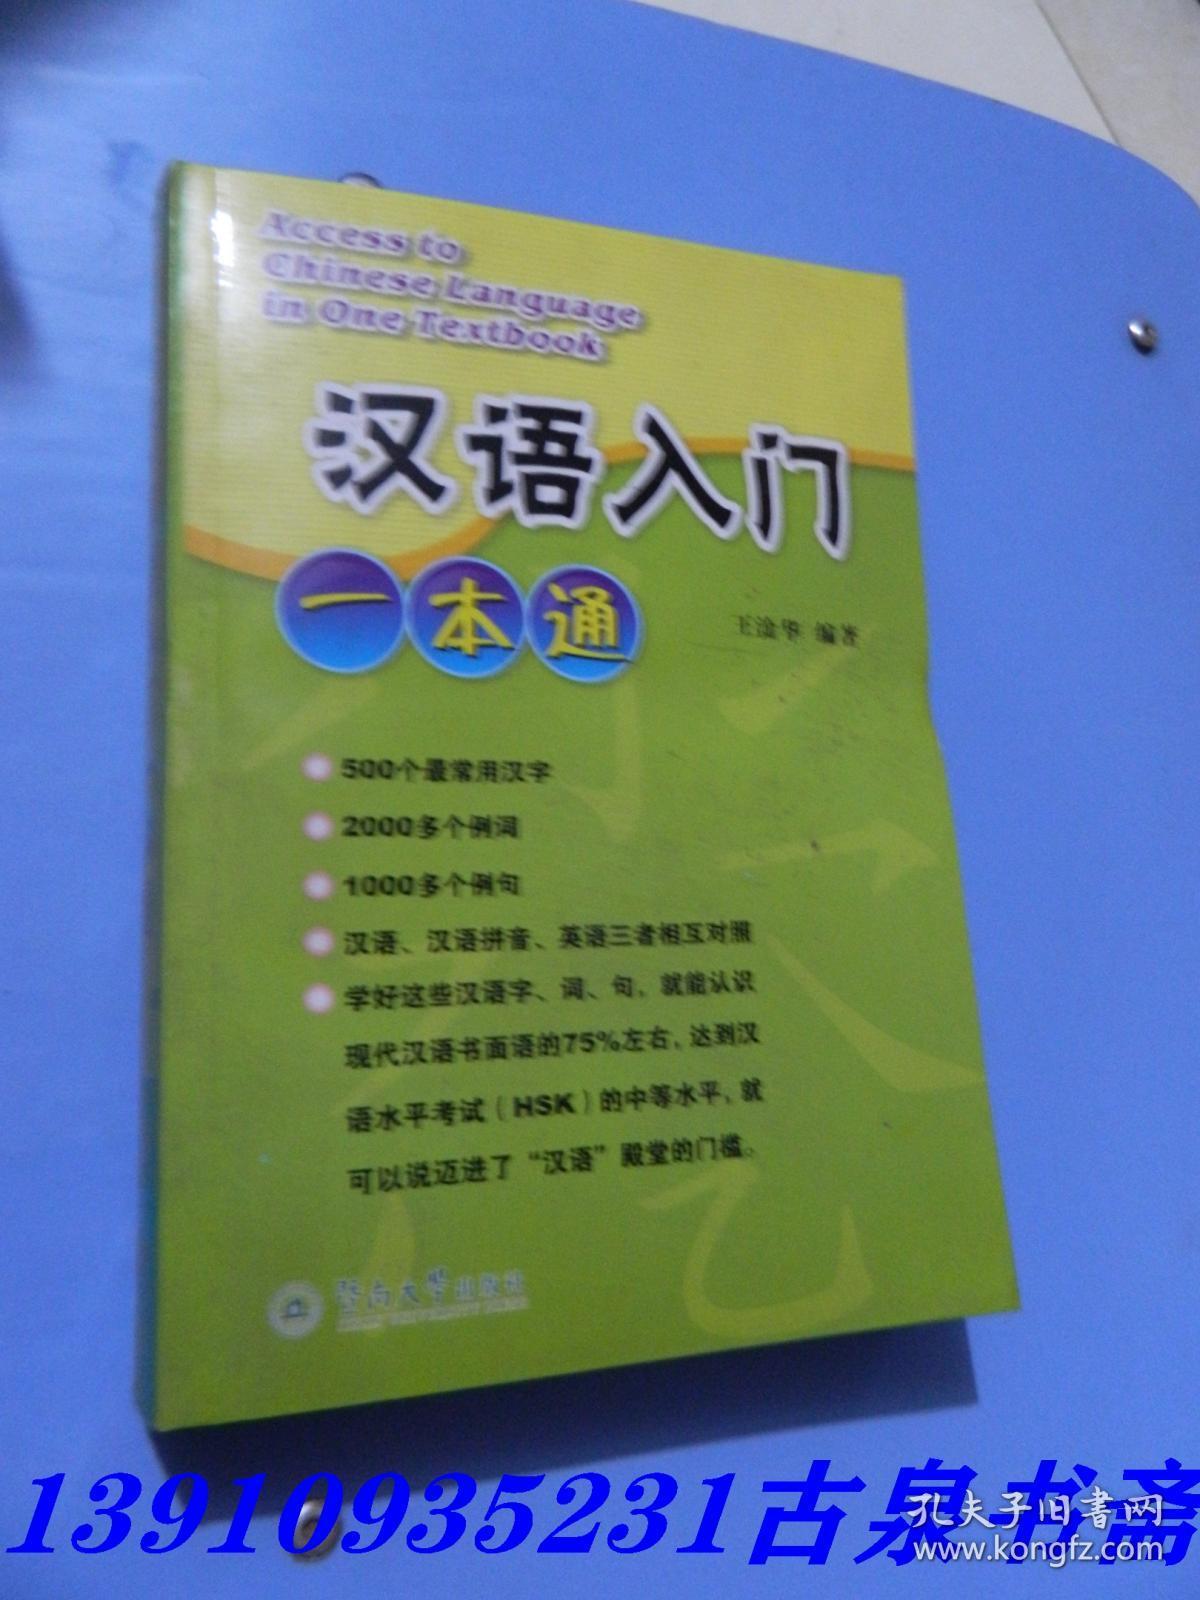 Access to
Chinese Language
in One Textbook
汉语入门
一本通
王淦华 编著
500个最常用汉字
2000多个例词
1000多个例句
汉语、汉语拼音、英语三者相互对照
学好这些汉语字、词、句，就能认识
现代汉语书面语的75%左右，达到汉
语水平考试（HSK）的中等水平，就
可以说迈进了“汉语”殿堂的门槛。
暨南大学出版社
JINAN UNIVERSITY PRESS
13910935231古泉书斋
孔夫子旧書网
www.kongfz.com